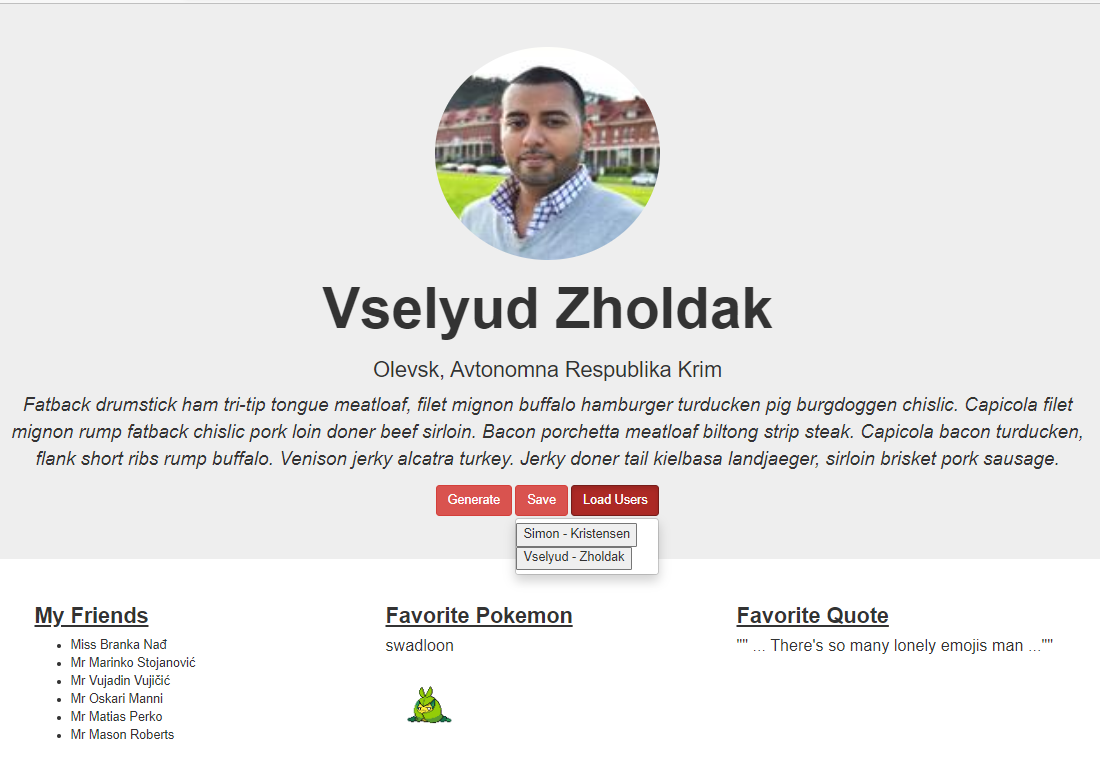 Vselyud Zholdak
Olevsk, Avtonomna Respublika Krim
Fatback drumstick ham tri-tip tongue meatloaf, filet mignon buffalo hamburger turducken pig burgdoggen chislic. Capicola filet
mignon rump fatback chislic pork loin doner beef sirloin. Bacon porchetta meatloaf biltong strip steak. Capicola bacon turducken,
flank short ribs rump buffalo. Venison jerky alcatra turkey. Jerky doner tail kielbasa landjaeger, sirloin brisket pork sausage.
Generate Save Load Users
Simon - Kristensen
Vselyud - Zholdak
My Friends
Miss Branka Nađ
Mr Marinko Stojanović
Mr Vujadin Vujičić
Mr Oskari Manni
Mr Matias Perko
Mr Mason Roberts
Favorite Pokemon
swadloon
Favorite Quote
"" ... There's so many lonely emojis man ...""